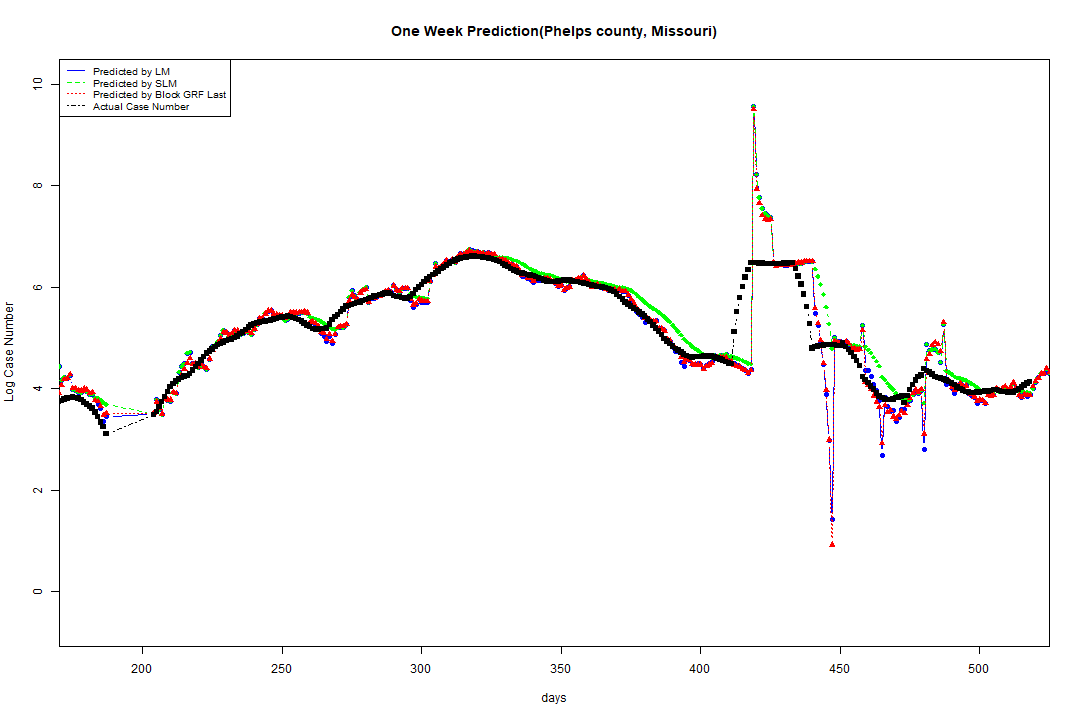 One Week Prediction(Phelps county, Missouri)
Predicted by LM
Predicted by SLM
Predicted by Block GRF Last
Actual Case Number
10
8
6
4
2
0
Log Case Number
200 250 300 350 400 450 500
days